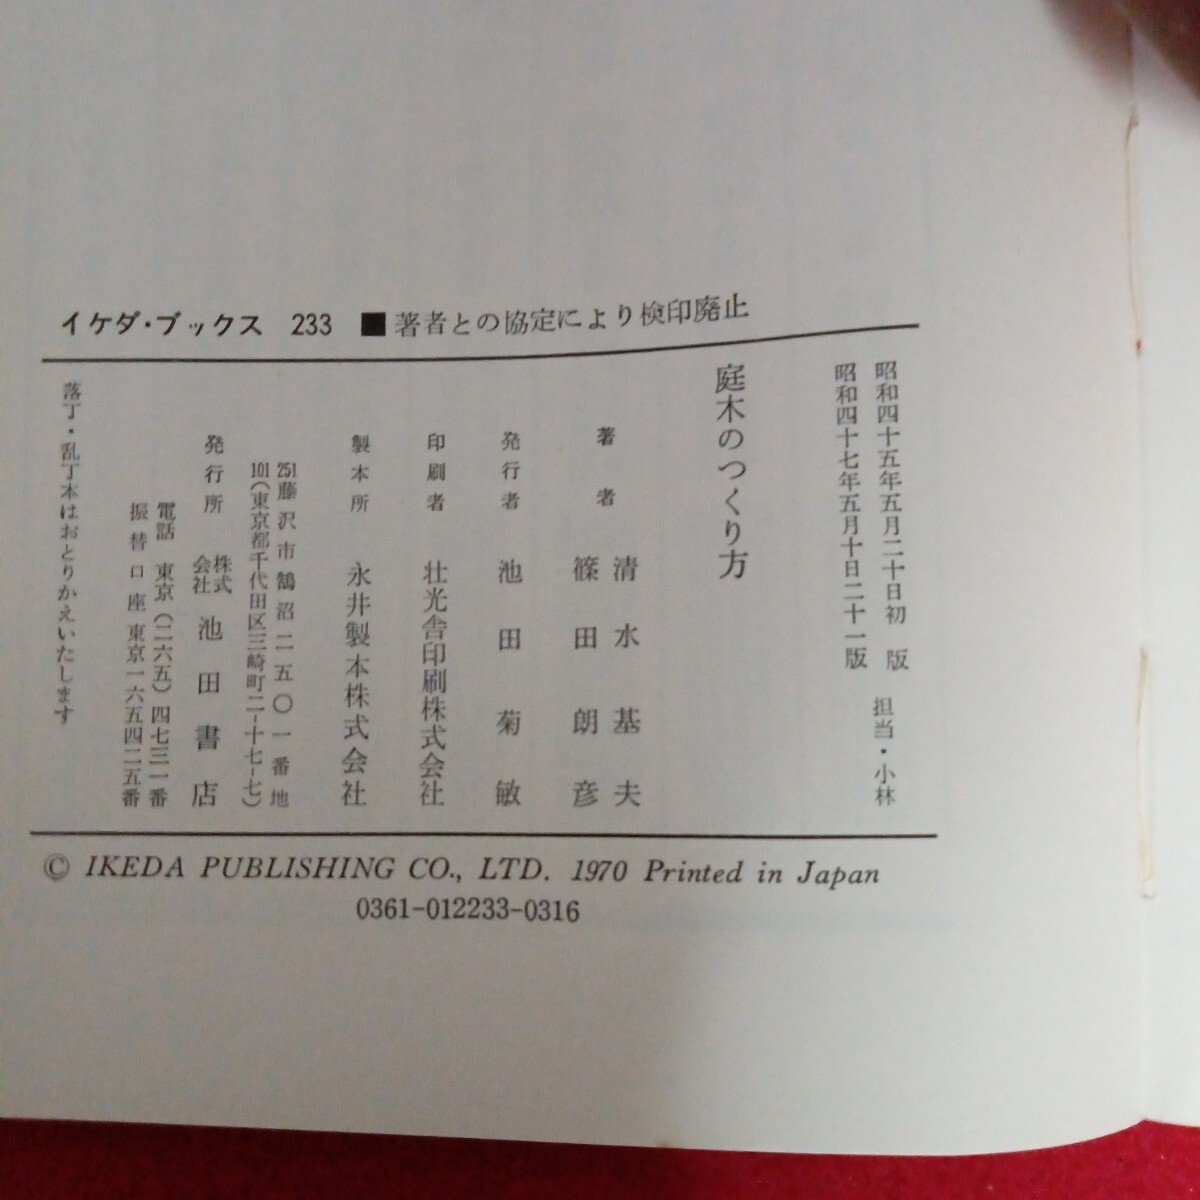 イケダ・ブックス 233 ■著者との協定により検印廃止
昭和四十五年五月二十日初版 担当・小林
昭和四十七年五月十日二十一版
庭木のつくり方
著者 清水基夫
篠田朗彦
発行者 池田菊敏
印刷者 壮光舎印刷株式会社
製本所 永井製本株式会社
251藤沢市鵠沼二五〇一番地
101(東京都千代田区三崎町二-十七-七)
発行所 株式会社 池田書店
電話 東京(二六五)四七三一番
振替口座 東京一六五四二五番
落丁・乱丁本はおとりかえいたします
© IKEDA PUBLISHING CO., LTD. 1970 Printed in Japan
0361-012233-0316